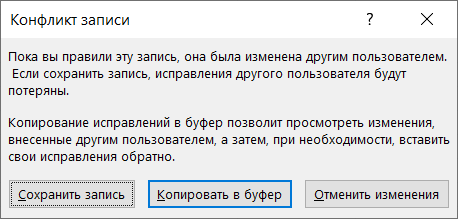 Конфликт записи
Пока вы правили эту запись, она была изменена другим пользователем.
Если сохранить запись, исправления другого пользователя будут
потеряны.
Копирование исправлений в буфер позволит просмотреть изменения,
внесенные другим пользователем, а затем, при необходимости, вставить
свои исправления обратно.
Сохранить запись Копировать в буфер Отменить изменения